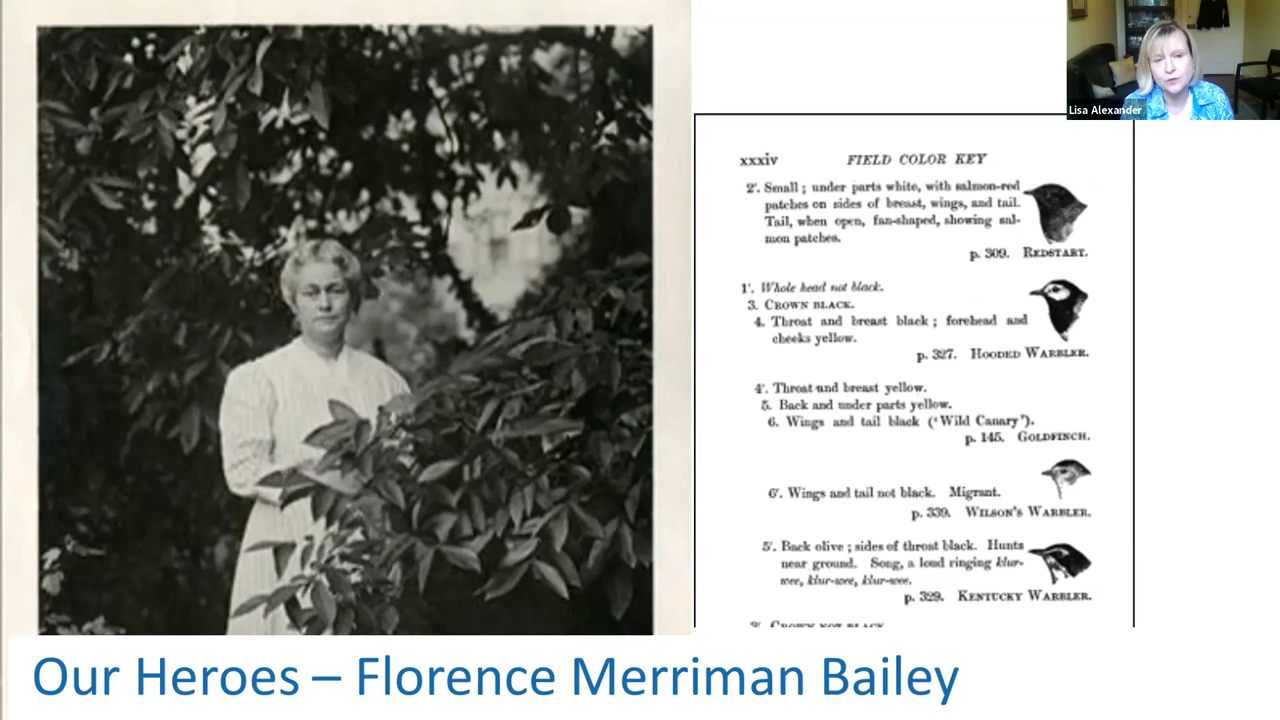 Lisa Alexander
xxxiv FIELD COLOR KEY
2'. Small; under parts white, with salmon-red
patches on sides of breast, wings, and tail.
Tail, when open, fan-shaped, showing sal-
mon patches.
p. 309. REDSTART.
1'. Whole head not black.
3. CROWN BLACK.
4. Throat and breast black; forehead and
cheeks yellow.
p. 327. HOODED WARBLER.
4'. Throat and breast yellow.
5. Back and under parts yellow.
6. Wings and tail black ('Wild Canary').
p. 145. GOLDFINCH.
6'. Wings and tail not black. Migrant.
p. 339. WILSON'S WARBLER.
5'. Back olive; sides of throat black. Hunts
near ground. Song, a loud ringing klur-
wee, klur-wee, klur-wee.
p. 329. KENTUCKY WARBLER.
CROWN NOT BLACK
Our Heroes – Florence Merriman Bailey